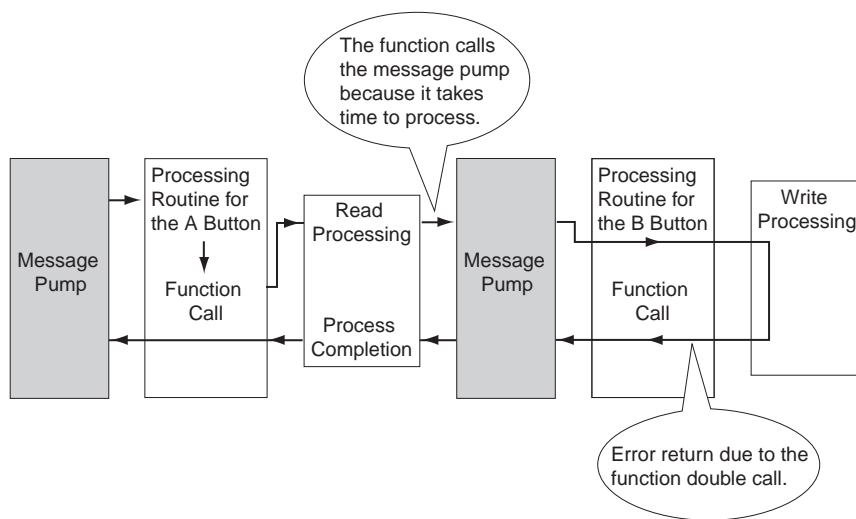 The function calls
the message pump
because it takes
time to process.
Message
Pump
Processing
Routine for
the A Button
Function
Call
Read
Processing
Process
Completion
Message
Pump
Processing
Routine for
the B Button
Function
Call
Write
Processing
Error return due to the
function double call.